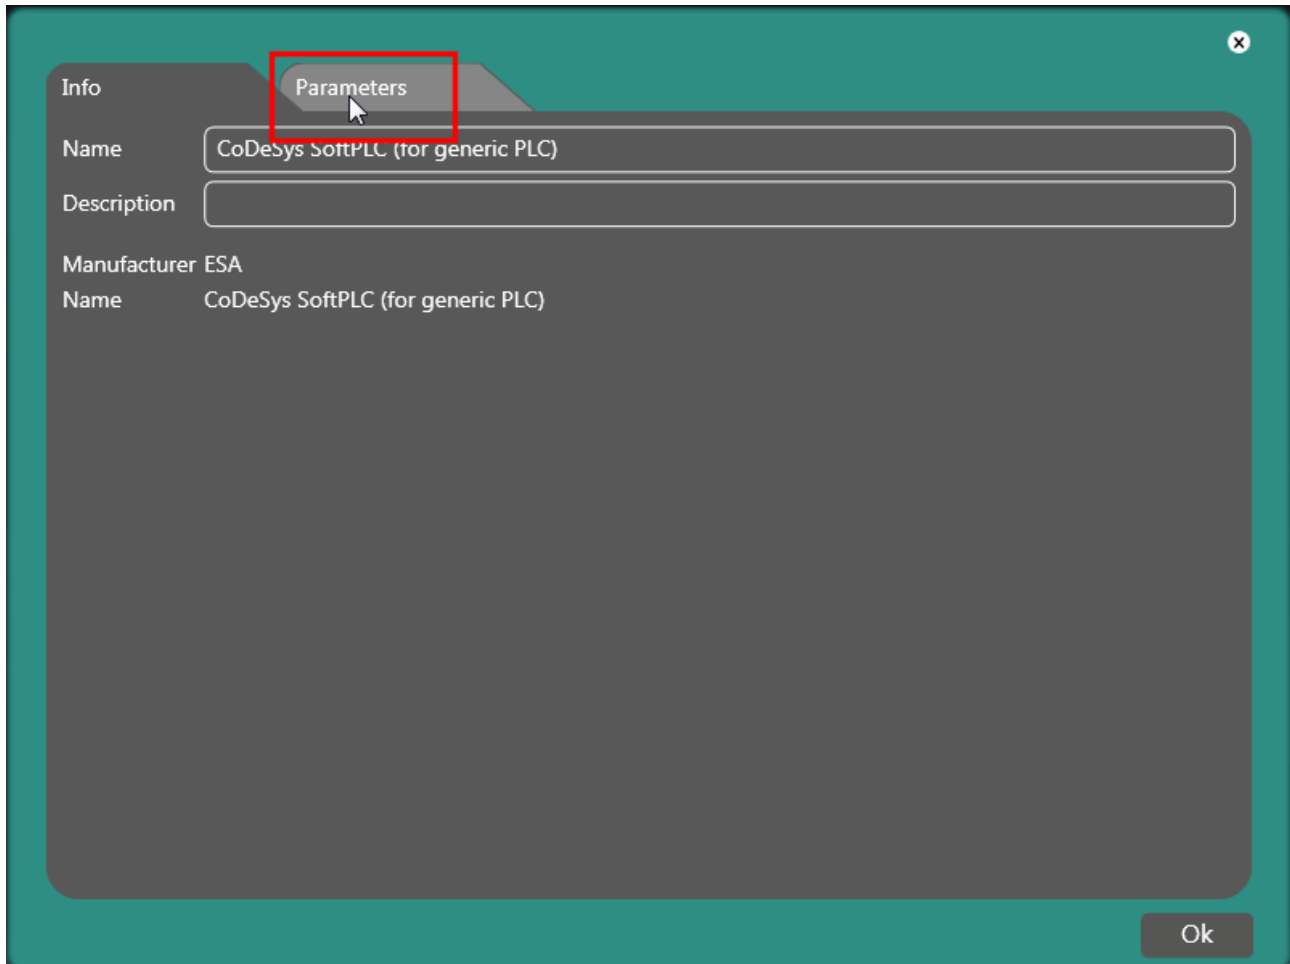 Info
Parameters
Name CoDeSys SoftPLC (for generic PLC)
Description
Manufacturer ESA
Name CoDeSys SoftPLC (for generic PLC)
Ok